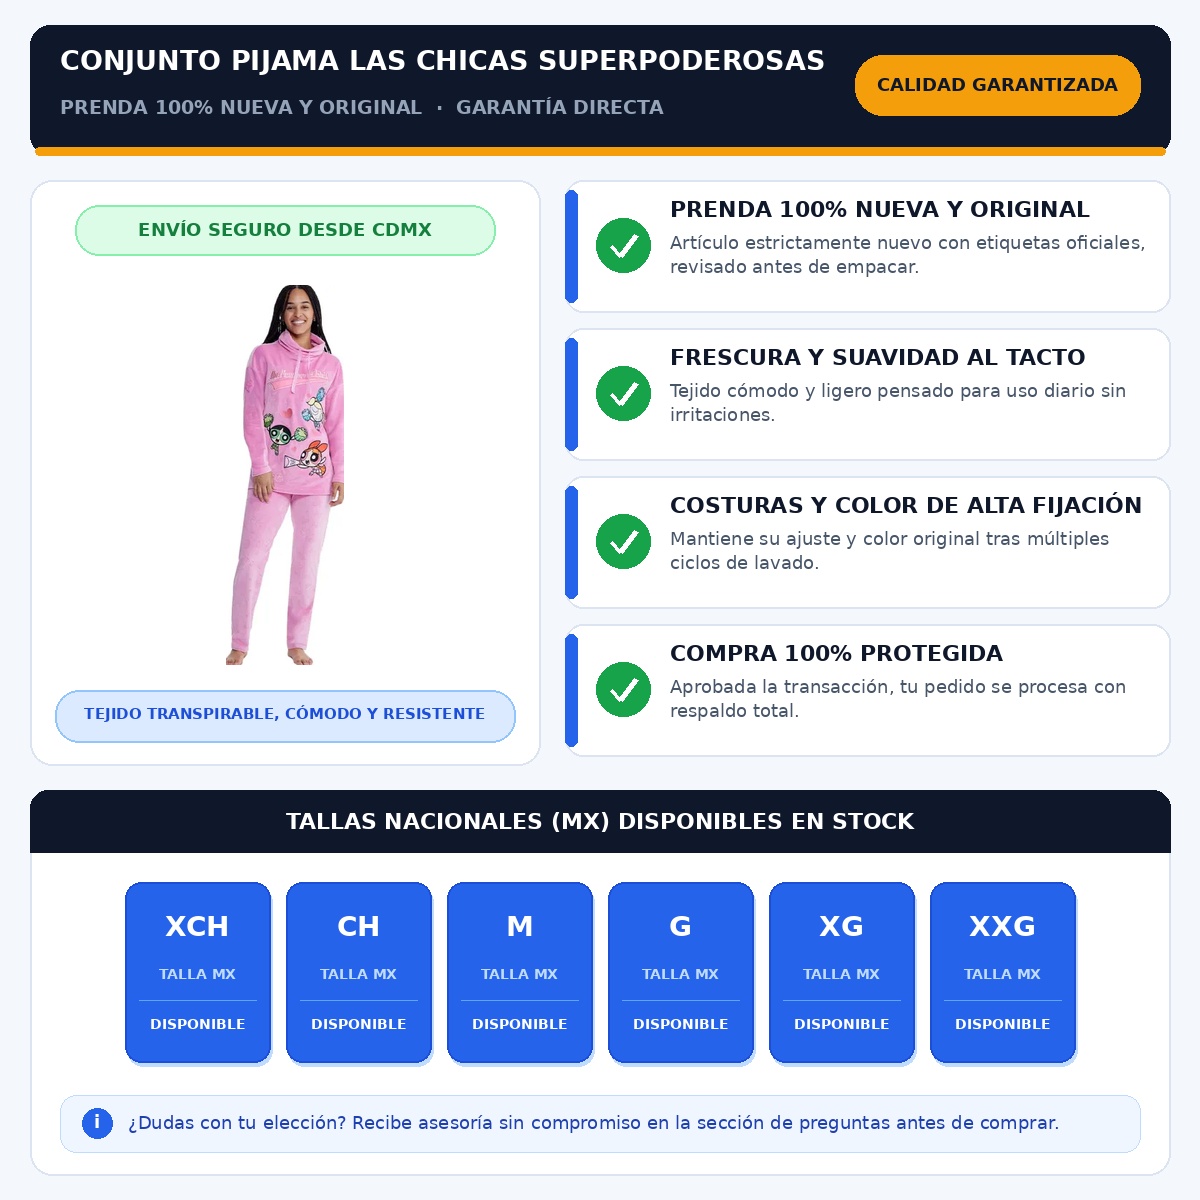 CONJUNTO PIJAMA LAS CHICAS SUPERPODEROSAS
PRENDA 100% NUEVA Y ORIGINAL · GARANTÍA DIRECTA
CALIDAD GARANTIZADA
ENVÍO SEGURO DESDE CDMX
TEJIDO TRANSPIRABLE, CÓMODO Y RESISTENTE
PRENDA 100% NUEVA Y ORIGINAL
Artículo estrictamente nuevo con etiquetas oficiales,
revisado antes de empacar.
FRESCURA Y SUAVIDAD AL TACTO
Tejido cómodo y ligero pensado para uso diario sin
irritaciones.
COSTURAS Y COLOR DE ALTA FIJACIÓN
Mantiene su ajuste y color original tras múltiples
ciclos de lavado.
COMPRA 100% PROTEGIDA
Aprobada la transacción, tu pedido se procesa con
respaldo total.
TALLAS NACIONALES (MX) DISPONIBLES EN STOCK
XCH
TALLA MX
DISPONIBLE
CH
TALLA MX
DISPONIBLE
M
TALLA MX
DISPONIBLE
G
TALLA MX
DISPONIBLE
XG
TALLA MX
DISPONIBLE
XXG
TALLA MX
DISPONIBLE
i
¿Dudas con tu elección? Recibe asesoría sin compromiso en la sección de preguntas antes de comprar.